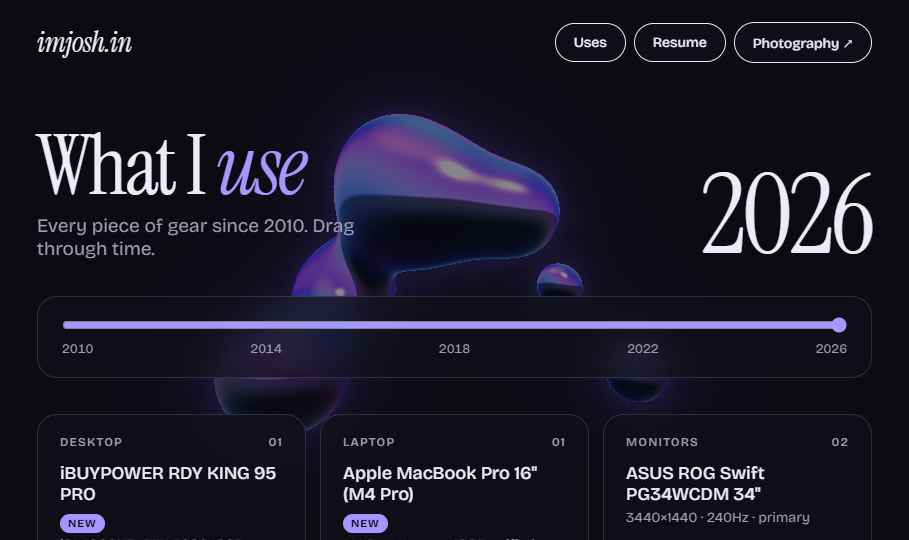 imjosh.in
Uses
Resume
Photography ↗
What I use
Every piece of gear since 2010. Drag
through time.
2026
2010
2014
2018
2022
2026
DESKTOP
01
iBUYPOWER RDY KING 95
PRO
NEW
LAPTOP
01
Apple MacBook Pro 16"
(M4 Pro)
NEW
MONITORS
02
ASUS ROG Swift
PG34WCDM 34"
3440×1440 · 240Hz · primary